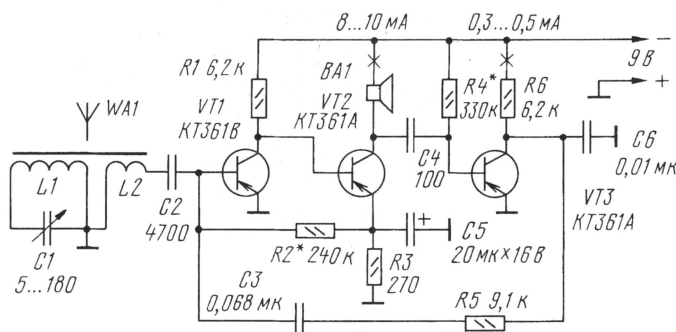 8...10 мА
0,3...0,5 мА
−
9 В
+
R1 6,2 к
BA1
R4*
330к
R6
6,2 к
WA1
VT1
КТ361В
VT2
КТ361А
C4
100
C6
0,01 мк
L1
L2
C2
4700
VT3
КТ361А
C1
5...180
R2* 240 к
C5
20 мк × 16 В
+
R3
270
C3
0,068 мк
R5 9,1 к